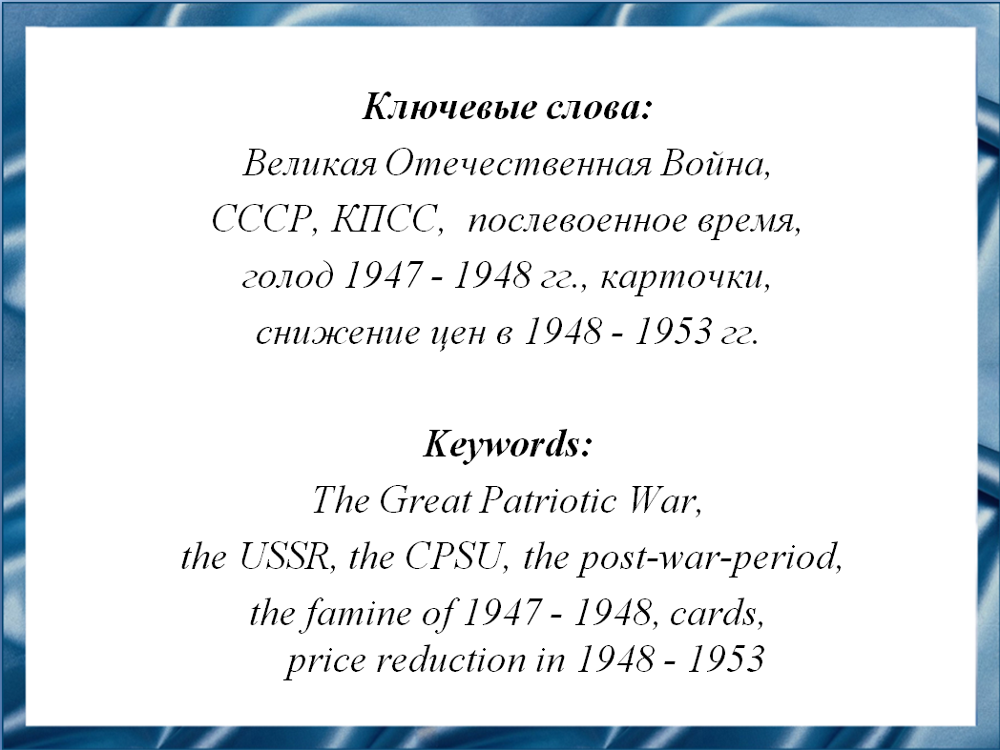 Ключевые слова:
Великая Отечественная Война,
СССР, КПСС, послевоенное время,
голод 1947 - 1948 гг., карточки,
снижение цен в 1948 - 1953 гг.
Keywords:
The Great Patriotic War,
the USSR, the CPSU, the post-war-period,
the famine of 1947 - 1948, cards,
price reduction in 1948 - 1953